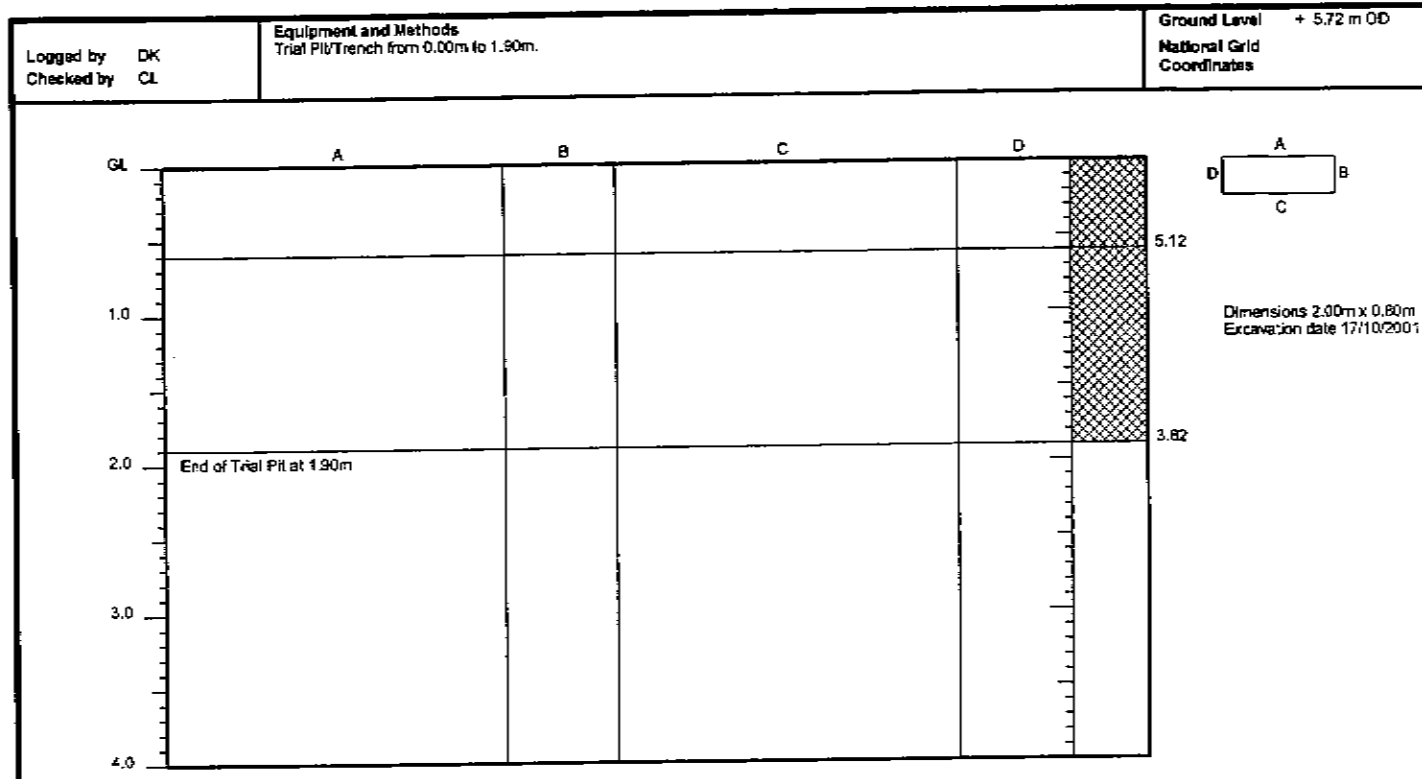 Logged by DK
Checked by CL
Equipment and Methods
Trial Pit/Trench from 0.00m to 1.90m.
Ground Level + 5.72 m OD
National Grid
Coordinates
A B C D
GL
1.0
2.0
3.0
4.0
End of Trial Pit at 1.90m
5.12
3.82
A
D B
C
Dimensions 2.00m x 0.80m
Excavation date 17/10/2001